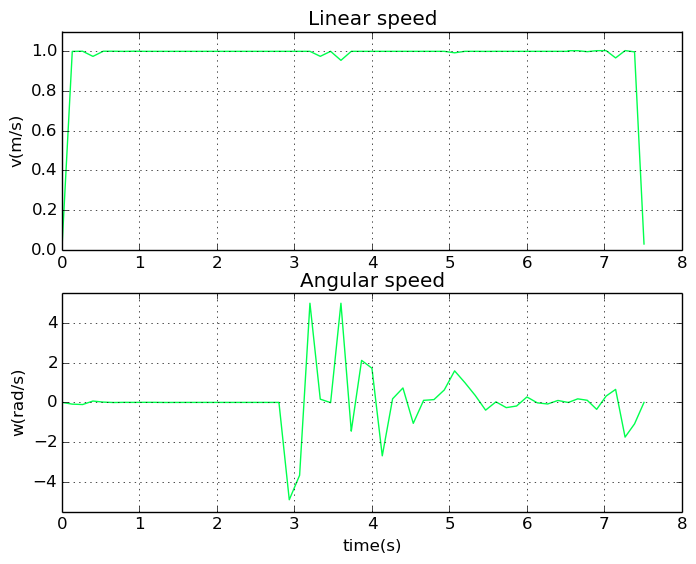 Linear speed
v(m/s)
1.0
0.8
0.6
0.4
0.2
0.0
0 1 2 3 4 5 6 7 8
Angular speed
w(rad/s)
4
2
0
−2
−4
0 1 2 3 4 5 6 7 8
time(s)